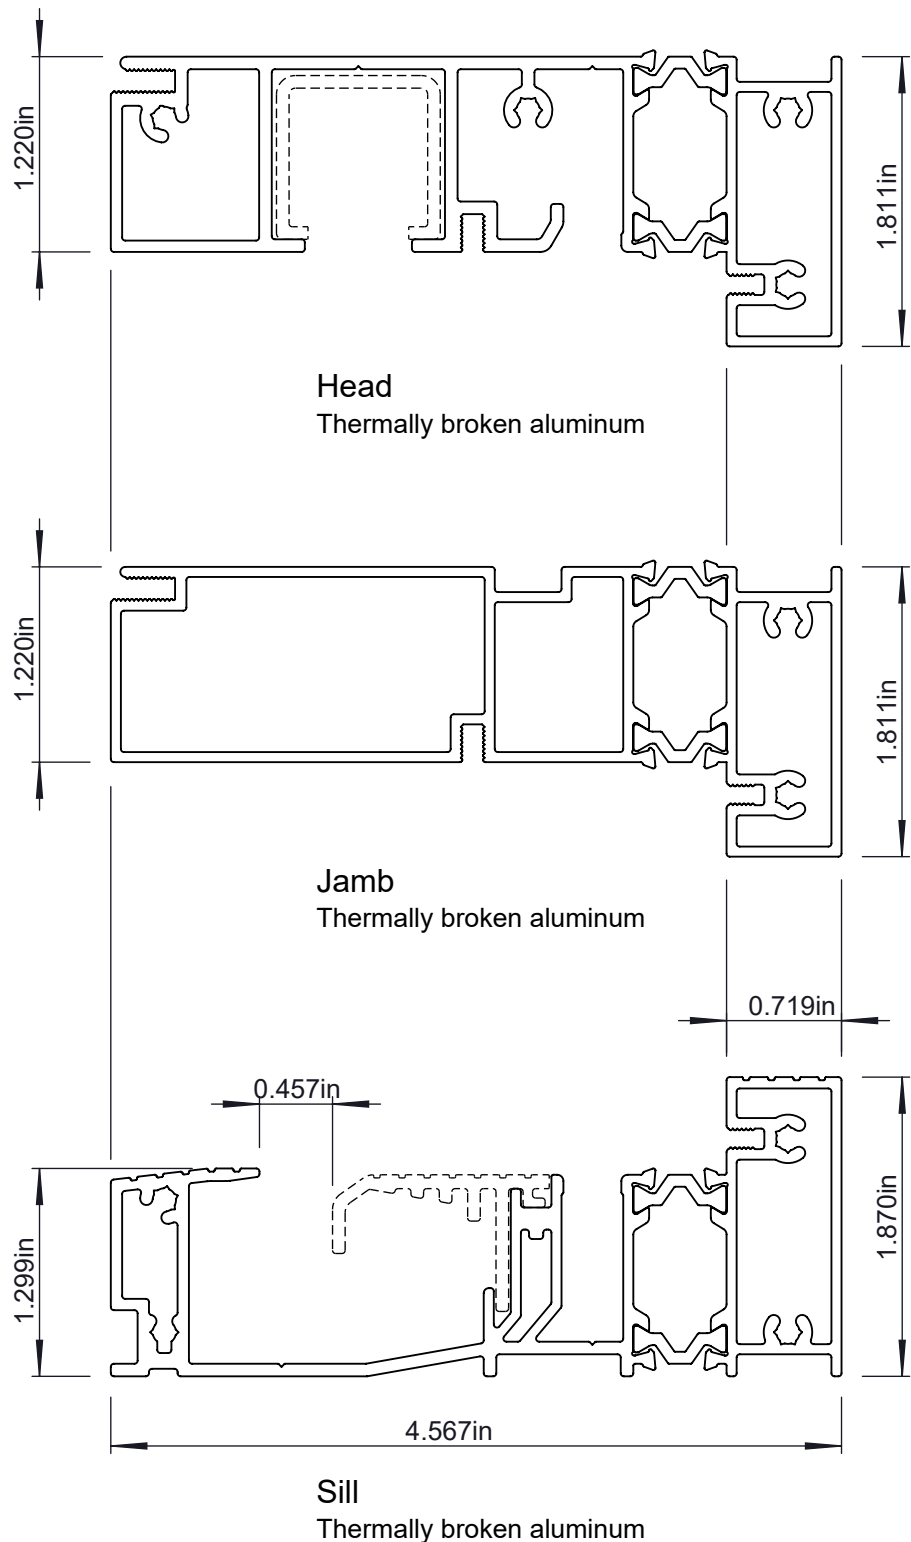 1.220in
1.811in
Head
Thermally broken aluminum
1.220in
1.811in
Jamb
Thermally broken aluminum
0.719in
0.457in
1.299in
1.870in
4.567in
Sill
Thermally broken aluminum